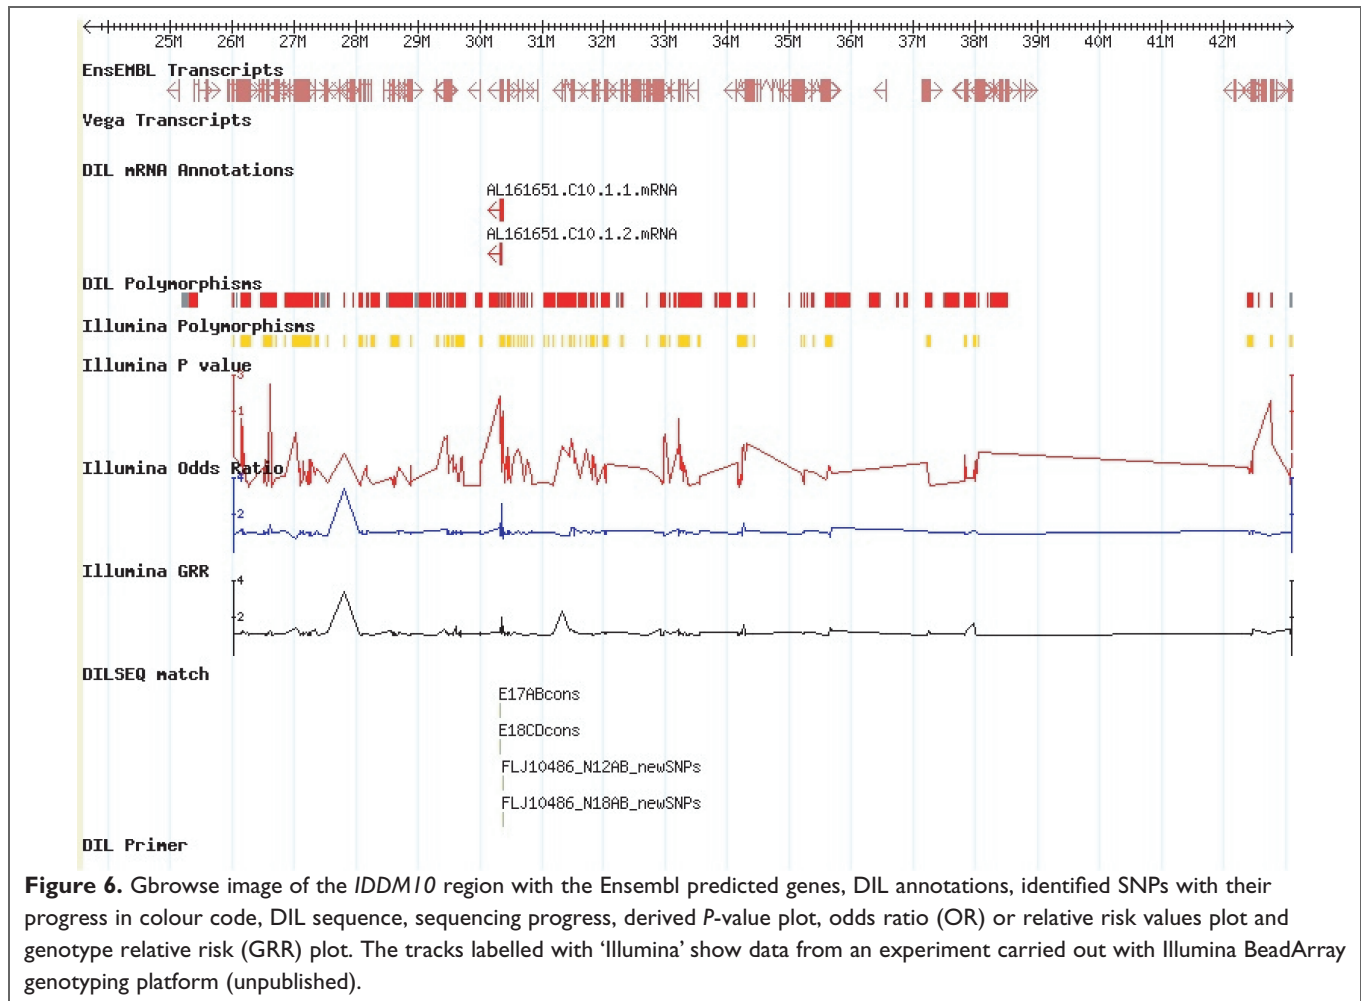 25M 26M 27M 28M 29M 30M 31M 32M 33M 34M 35M 36M 37M 38M 39M 40M 41M 42M
EnsEMBL Transcripts
Vega Transcripts
DIL mRNA Annotations
AL161651.C10.1.1.mRNA
AL161651.C10.1.2.mRNA
DIL Polymorphisms
Illumina Polymorphisms
Illumina P value
3
1
Illumina Odds Ratio
4
2
Illumina GRR
4
2
DILSEQ match
E17ABcons
E18CDcons
FLJ10486_N12AB_newSNPs
FLJ10486_N18AB_newSNPs
DIL Primer
Figure 6. Gbrowse image of the IDDM10 region with the Ensembl predicted genes, DIL annotations, identified SNPs with their
progress in colour code, DIL sequence, sequencing progress, derived P-value plot, odds ratio (OR) or relative risk values plot and
genotype relative risk (GRR) plot. The tracks labelled with ‘Illumina’ show data from an experiment carried out with Illumina BeadArray
genotyping platform (unpublished).